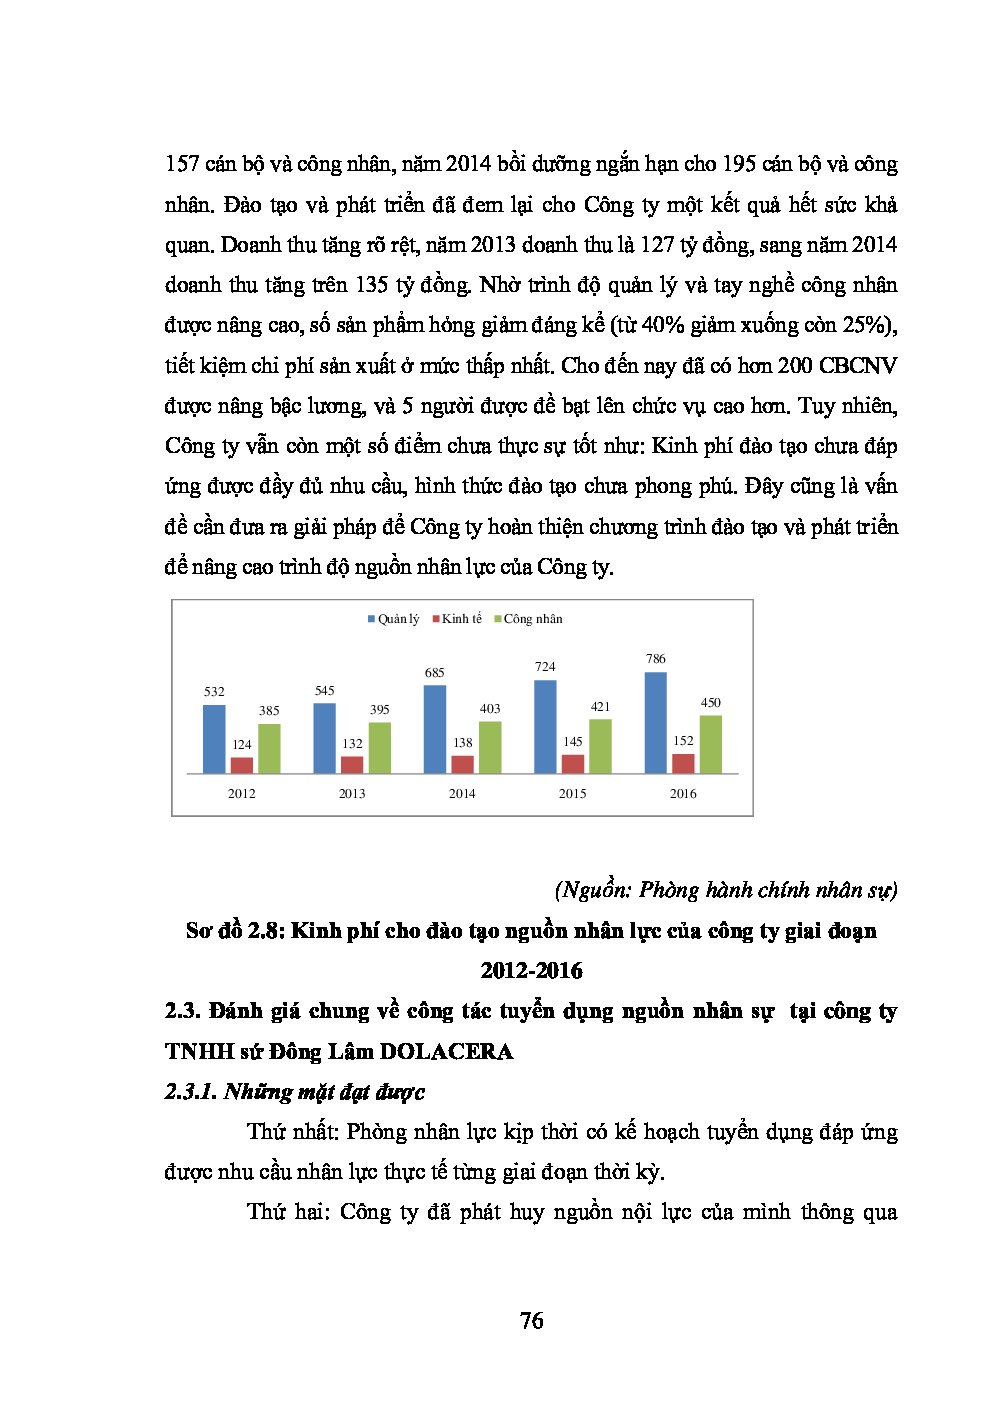 157 cán bộ và công nhân, năm 2014 bồi dưỡng ngắn hạn cho 195 cán bộ và công
nhân. Đào tạo và phát triển đã đem lại cho Công ty một kết quả hết sức khả
quan. Doanh thu tăng rõ rệt, năm 2013 doanh thu là 127 tỷ đồng, sang năm 2014
doanh thu tăng trên 135 tỷ đồng. Nhờ trình độ quản lý và tay nghề công nhân
được nâng cao, số sản phẩm hỏng giảm đáng kể (từ 40% giảm xuống còn 25%),
tiết kiệm chi phí sản xuất ở mức thấp nhất. Cho đến nay đã có hơn 200 CBCNV
được nâng bậc lương, và 5 người được đề bạt lên chức vụ cao hơn. Tuy nhiên,
Công ty vẫn còn một số điểm chưa thực sự tốt như: Kinh phí đào tạo chưa đáp
ứng được đầy đủ nhu cầu, hình thức đào tạo chưa phong phú. Đây cũng là vấn
đề cần đưa ra giải pháp để Công ty hoàn thiện chương trình đào tạo và phát triển
để nâng cao trình độ nguồn nhân lực của Công ty.
Quản lý Kinh tế Công nhân
532 124 385
545 132 395
685 138 403
724 145 421
786 152 450
2012 2013 2014 2015 2016
(Nguồn: Phòng hành chính nhân sự)
Sơ đồ 2.8: Kinh phí cho đào tạo nguồn nhân lực của công ty giai đoạn
2012-2016
2.3. Đánh giá chung về công tác tuyển dụng nguồn nhân sự tại công ty
TNHH sứ Đông Lâm DOLACERA
2.3.1. Những mặt đạt được
Thứ nhất: Phòng nhân lực kịp thời có kế hoạch tuyển dụng đáp ứng
được nhu cầu nhân lực thực tế từng giai đoạn thời kỳ.
Thứ hai: Công ty đã phát huy nguồn nội lực của mình thông qua
76